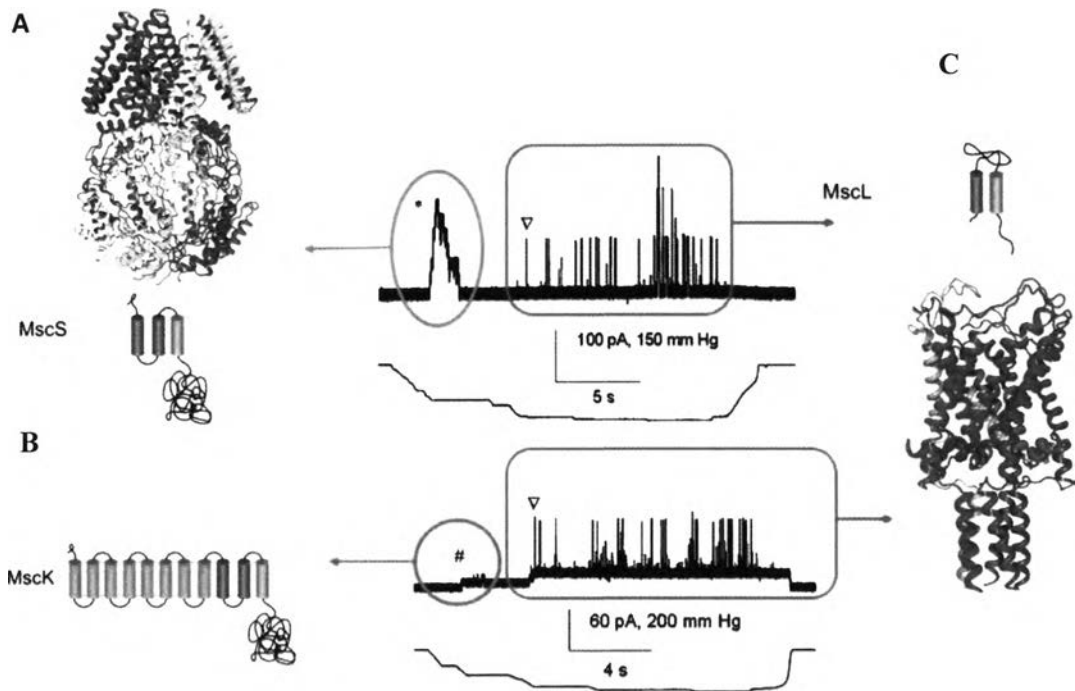 A
C
*
MscL
▽
100 pA, 150 mm Hg
5 s
MscS
B
#
▽
MscK
60 pA, 200 mm Hg
4 s